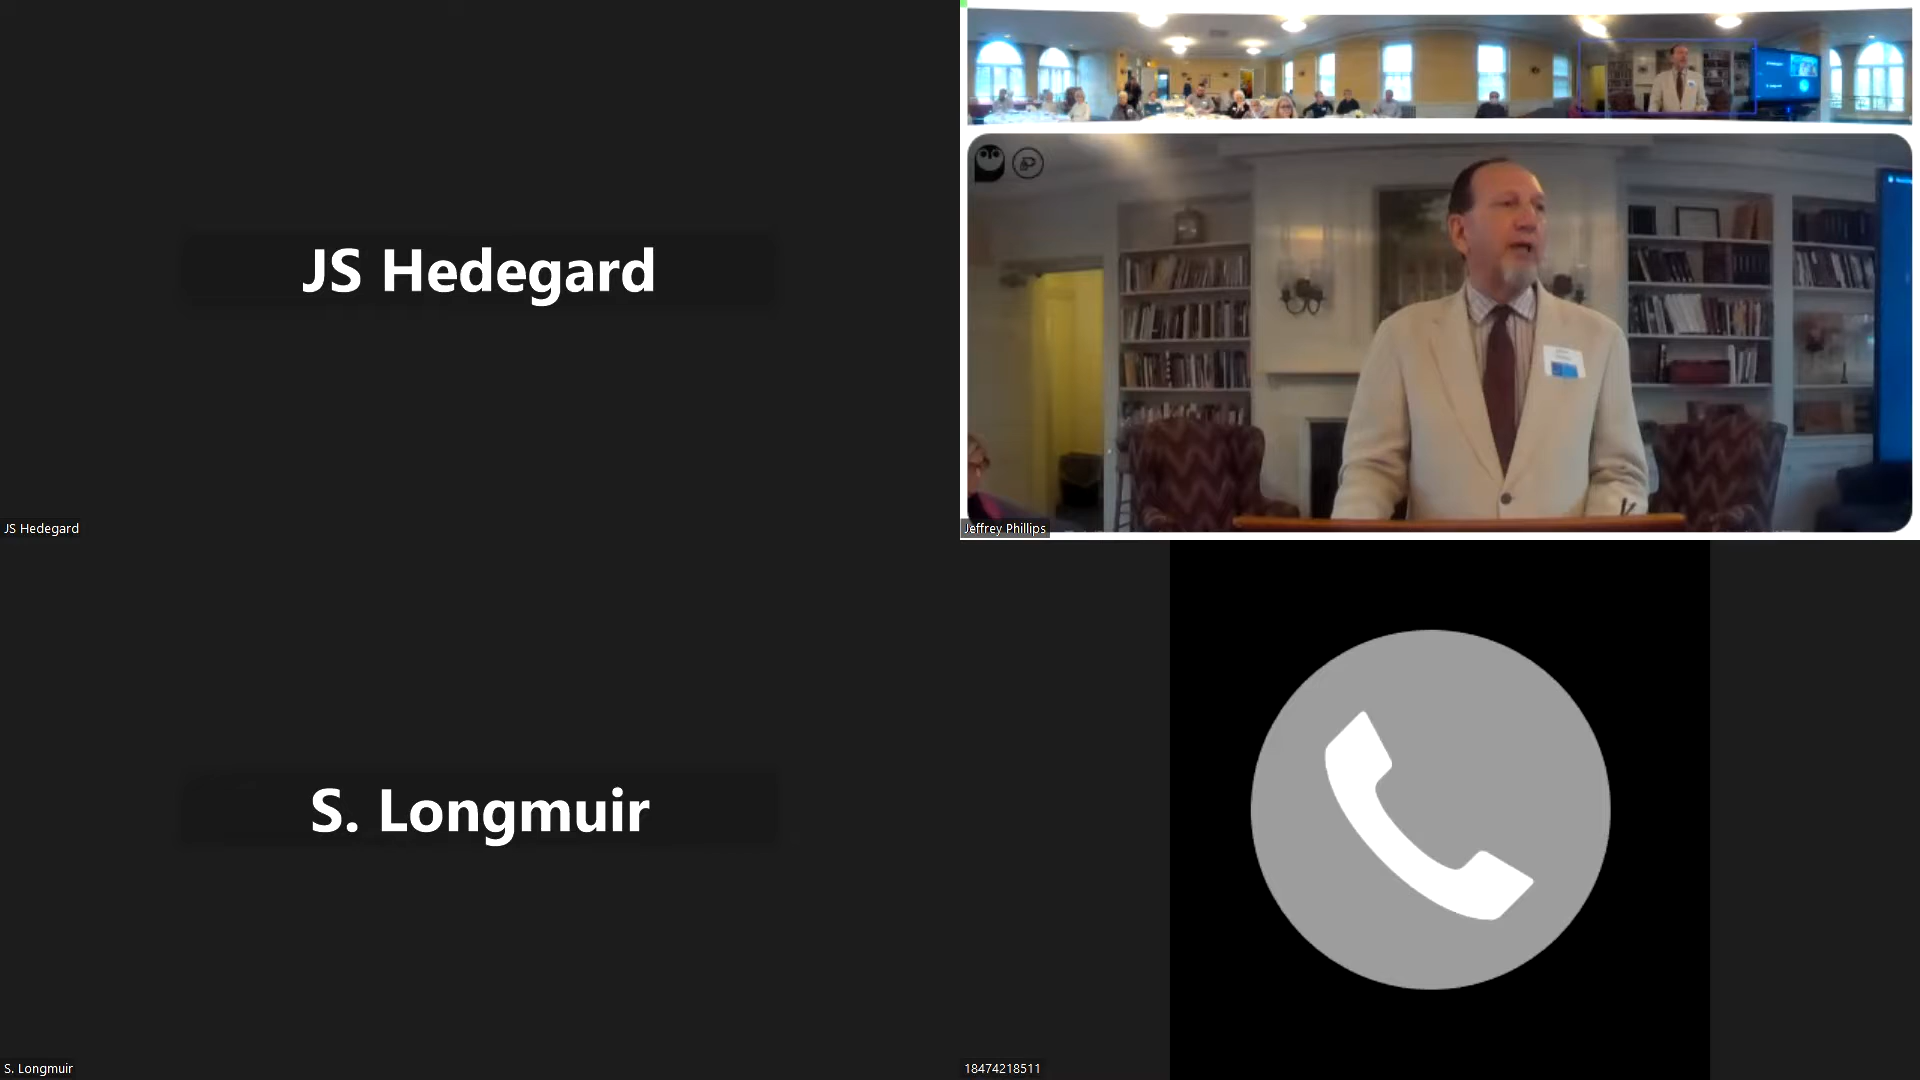 JS Hedegard
JS Hedegard
Jeffrey Phillips
S. Longmuir
S. Longmuir
18474218511